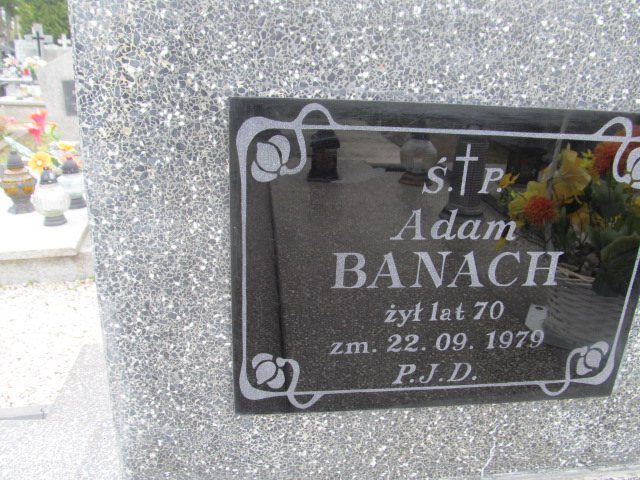 Ś.†P.
Adam
BANACH
żył lat 70
zm. 22. 09. 1979
P.J.D.